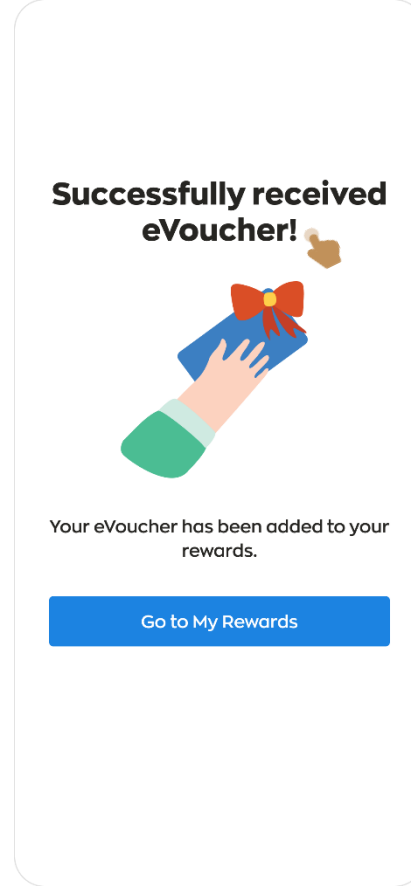 Successfully received
eVoucher!
Your eVoucher has been added to your
rewards.
Go to My Rewards